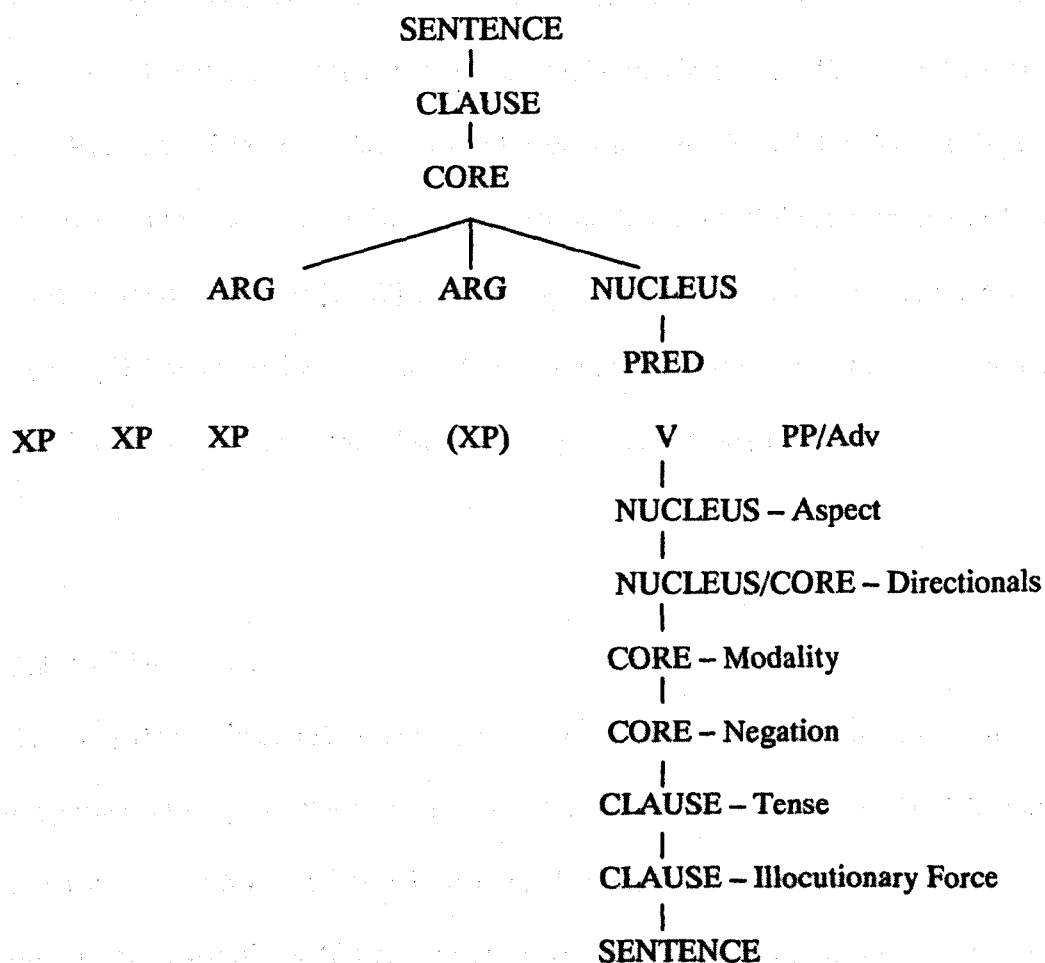 SENTENCE
CLAUSE
CORE
ARG ARG NUCLEUS
PRED
XP XP XP (XP) V PP/Adv
NUCLEUS – Aspect
NUCLEUS/CORE – Directionals
CORE – Modality
CORE – Negation
CLAUSE – Tense
CLAUSE – Illocutionary Force
SENTENCE